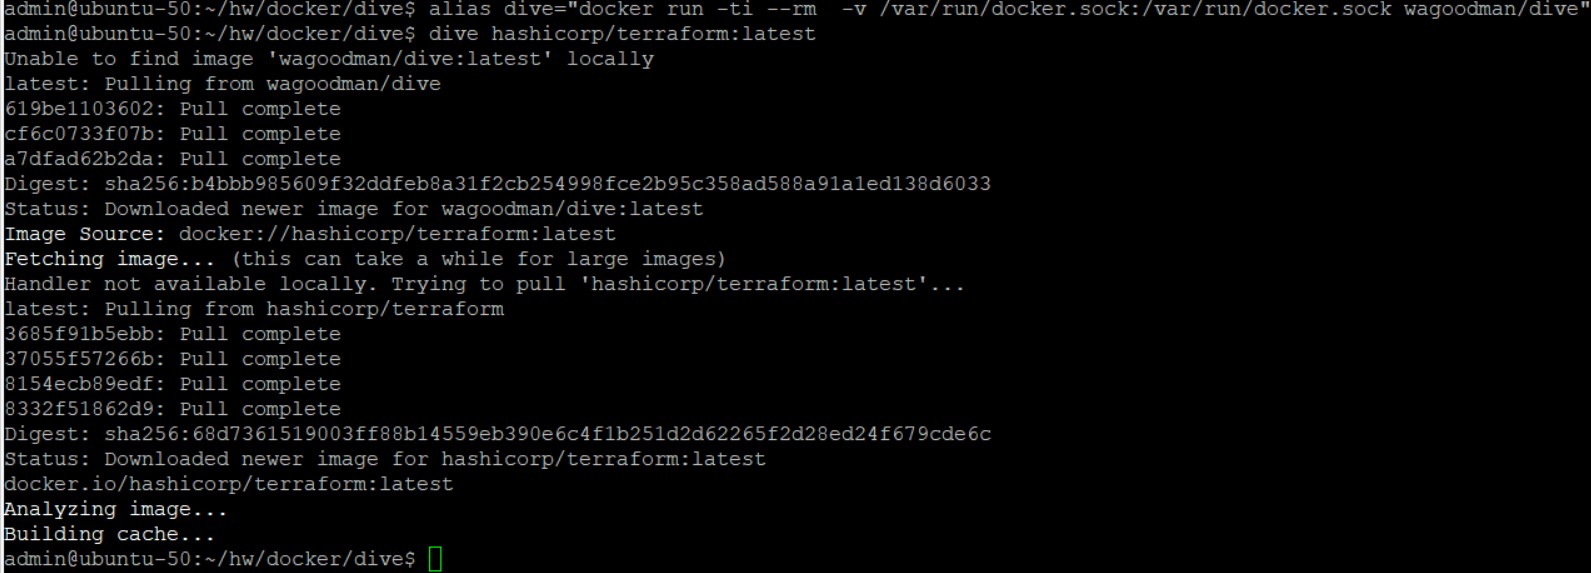 admin@ubuntu-50:~/hw/docker/dive$ alias dive="docker run -ti --rm  -v /var/run/docker.sock:/var/run/docker.sock wagoodman/dive"
admin@ubuntu-50:~/hw/docker/dive$ dive hashicorp/terraform:latest
Unable to find image 'wagoodman/dive:latest' locally
latest: Pulling from wagoodman/dive
619be1103602: Pull complete
cf6c0733f07b: Pull complete
a7dfad62b2da: Pull complete
Digest: sha256:b4bbb985609f32ddfeb8a31f2cb254998fce2b95c358ad588a91a1ed138d6033
Status: Downloaded newer image for wagoodman/dive:latest
Image Source: docker://hashicorp/terraform:latest
Fetching image... (this can take a while for large images)
Handler not available locally. Trying to pull 'hashicorp/terraform:latest'...
latest: Pulling from hashicorp/terraform
3685f91b5ebb: Pull complete
37055f57266b: Pull complete
8154ecb89edf: Pull complete
8332f51862d9: Pull complete
Digest: sha256:68d7361519003ff88b14559eb390e6c4f1b251d2d62265f2d28ed24f679cde6c
Status: Downloaded newer image for hashicorp/terraform:latest
docker.io/hashicorp/terraform:latest
Analyzing image...
Building cache...
admin@ubuntu-50:~/hw/docker/dive$